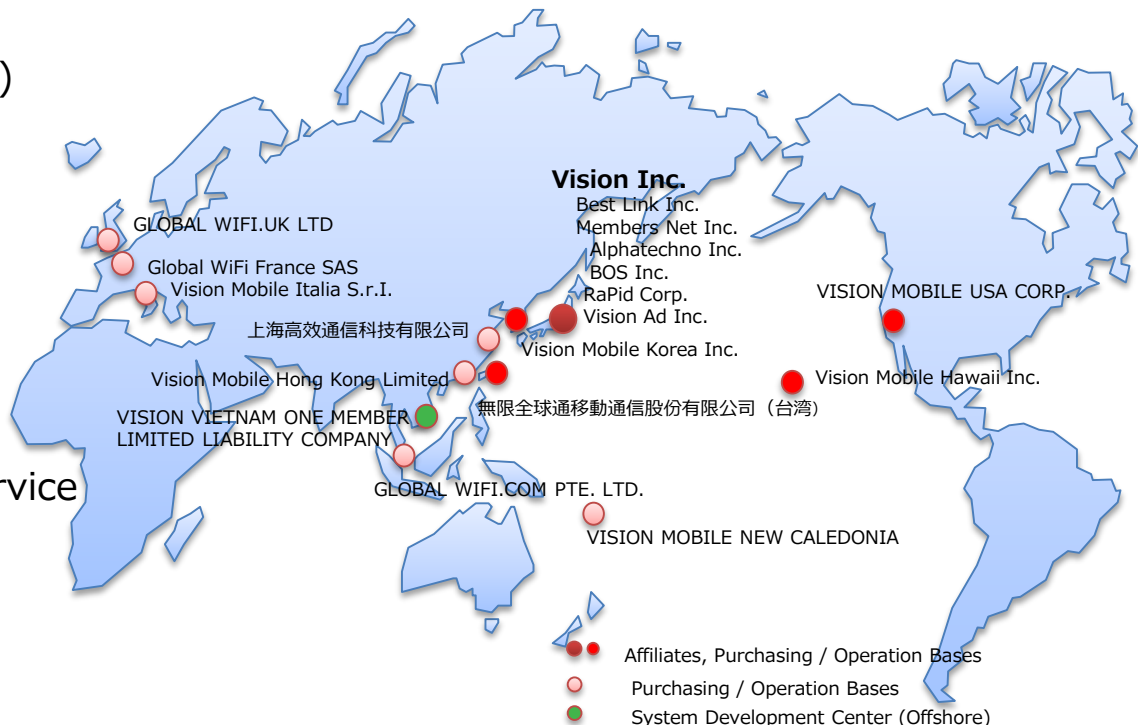 )
Vision Inc.
Best Link Inc.
Members Net Inc.
Alphatechno Inc.
BOS Inc.
RaPid Corp.
Vision Ad Inc.
GLOBAL WIFI.UK LTD
Global WiFi France SAS
Vision Mobile Italia S.r.I.
VISION MOBILE USA CORP.
上海高效通信科技有限公司
Vision Mobile Korea Inc.
Vision Mobile Hong Kong Limited
Vision Mobile Hawaii Inc.
無限全球通移動通信股份有限公司（台湾）
VISION VIETNAM ONE MEMBER
LIMITED LIABILITY COMPANY
rvice
GLOBAL WIFI.COM PTE. LTD.
VISION MOBILE NEW CALEDONIA
Affiliates, Purchasing / Operation Bases
Purchasing / Operation Bases
System Development Center (Offshore)